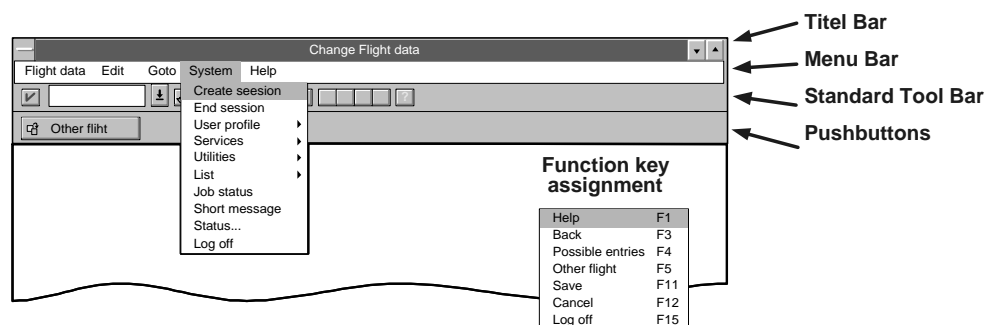 Titel Bar
Change Flight data
Menu Bar
Flight data Edit Goto System Help
Create seesion
Standard Tool Bar
?
End session
Other fliht
User profile
Pushbuttons
Services
Utilities
List
Job status
Short message
Status...
Log off
Function key
assignment
Help F1
Back F3
Possible entries F4
Other flight F5
Save F11
Cancel F12
Log off F15